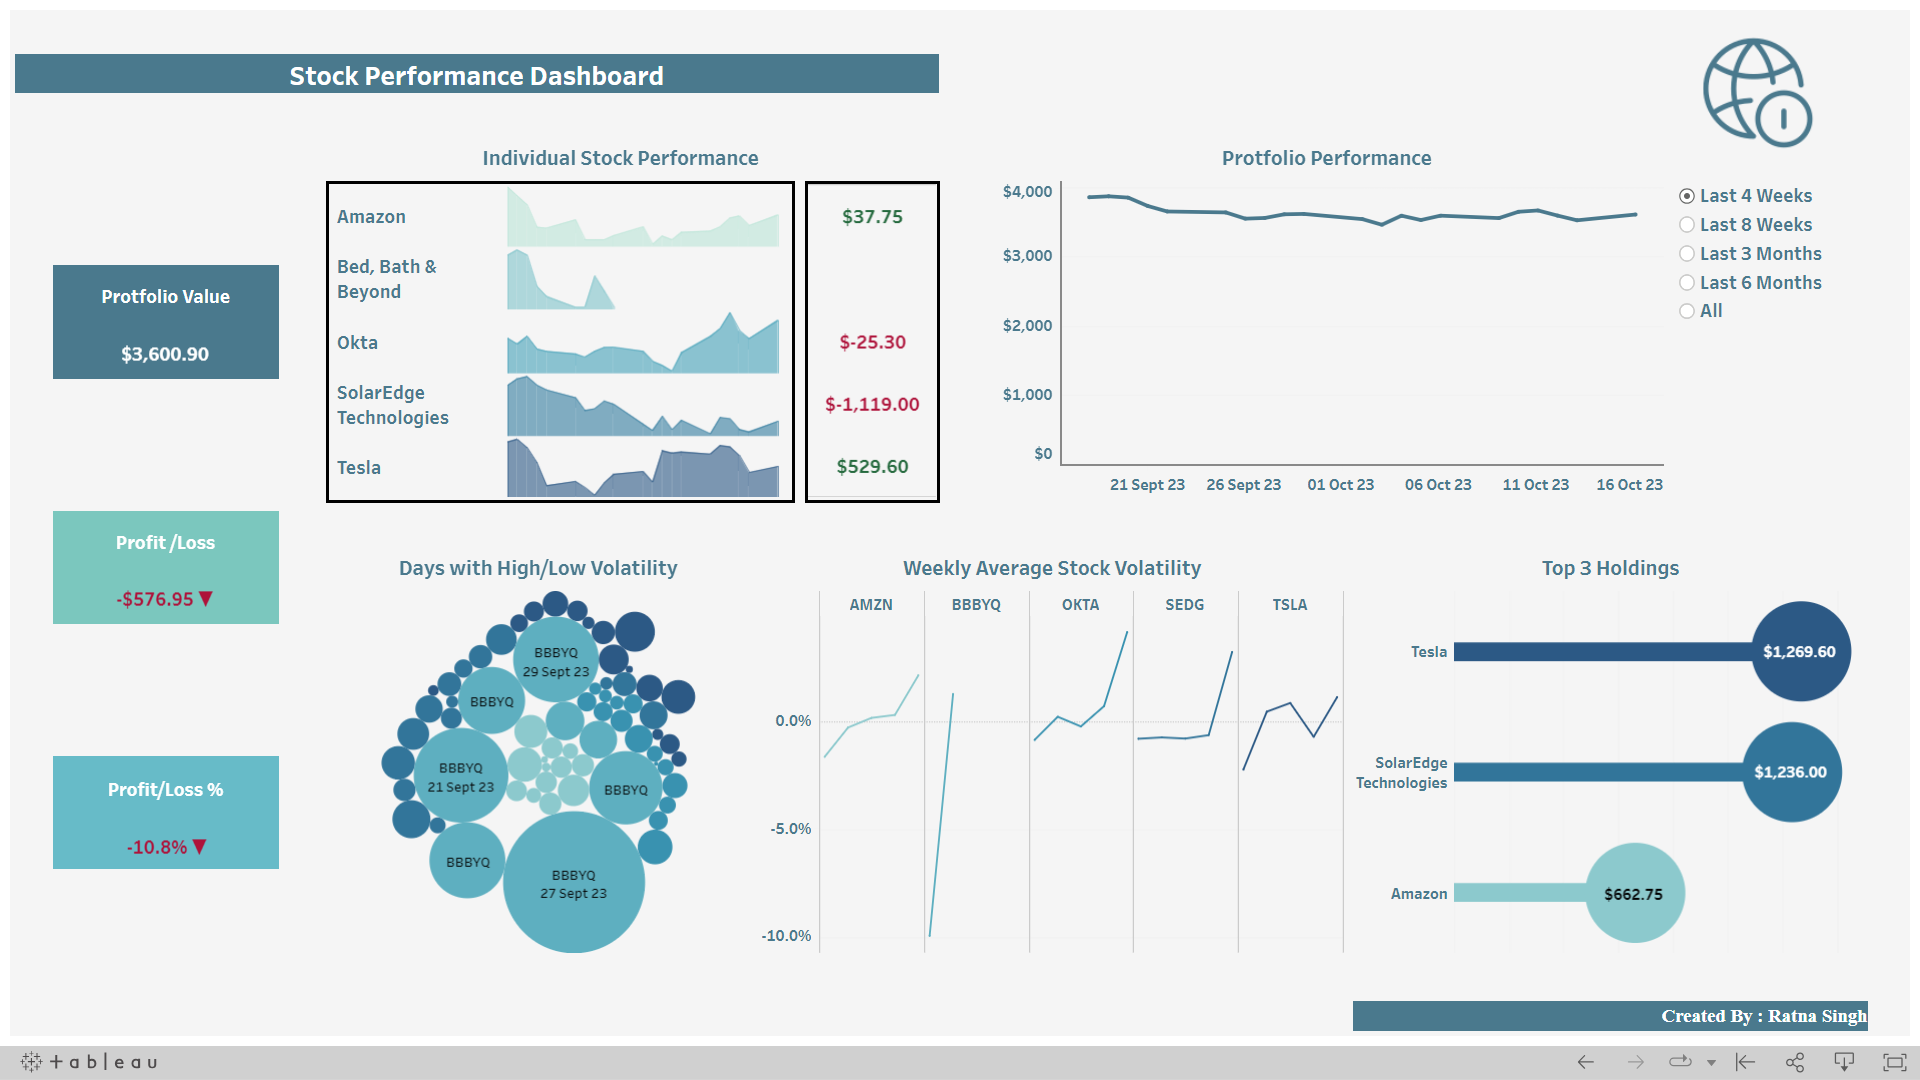 Stock Performance Dashboard
Individual Stock Performance
Protfolio Performance
Protfolio Value
$3,600.90
Profit /Loss
-$576.95 ▼
Profit/Loss %
-10.8% ▼
Amazon
$37.75
Bed, Bath &
Beyond
Okta
$-25.30
SolarEdge
Technologies
$-1,119.00
Tesla
$529.60
$4,000
$3,000
$2,000
$1,000
$0
21 Sept 23
26 Sept 23
01 Oct 23
06 Oct 23
11 Oct 23
16 Oct 23
Last 4 Weeks
Last 8 Weeks
Last 3 Months
Last 6 Months
All
Days with High/Low Volatility
BBBYQ
29 Sept 23
BBBYQ
BBBYQ
21 Sept 23
BBBYQ
BBBYQ
BBBYQ
27 Sept 23
Weekly Average Stock Volatility
AMZN
BBBYQ
OKTA
SEDG
TSLA
0.0%
-5.0%
-10.0%
Top 3 Holdings
Tesla
$1,269.60
SolarEdge
Technologies
$1,236.00
Amazon
$662.75
Created By : Ratna Singh
tableau